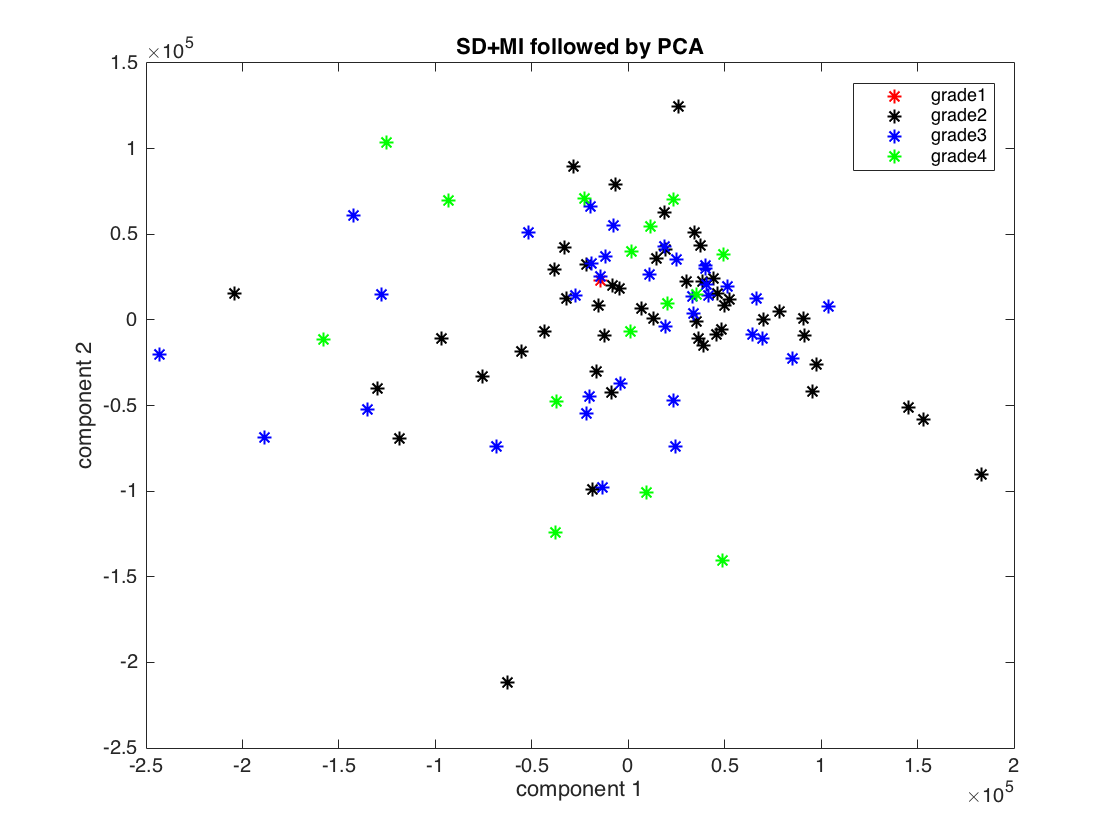 SD+MI followed by PCA
×10^5
1.5
1
0.5
0
-0.5
-1
-1.5
-2
-2.5
component 2
grade1
grade2
grade3
grade4
-2.5 -2 -1.5 -1 -0.5 0 0.5 1 1.5 2
component 1
×10^5